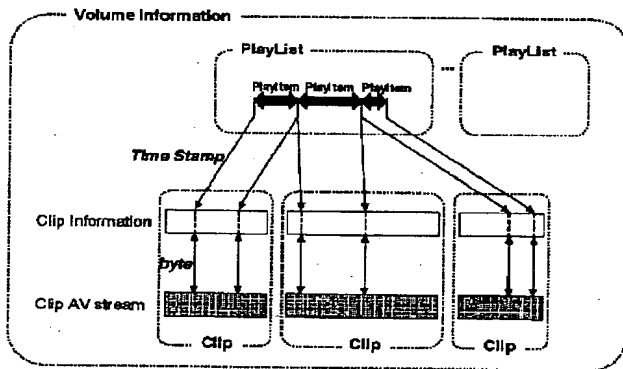 Volume Information
PlayList
PlayList
...
PlayItem PlayItem PlayItem
Time Stamp
Clip Information
byte
Clip AV stream
Clip
Clip
Clip